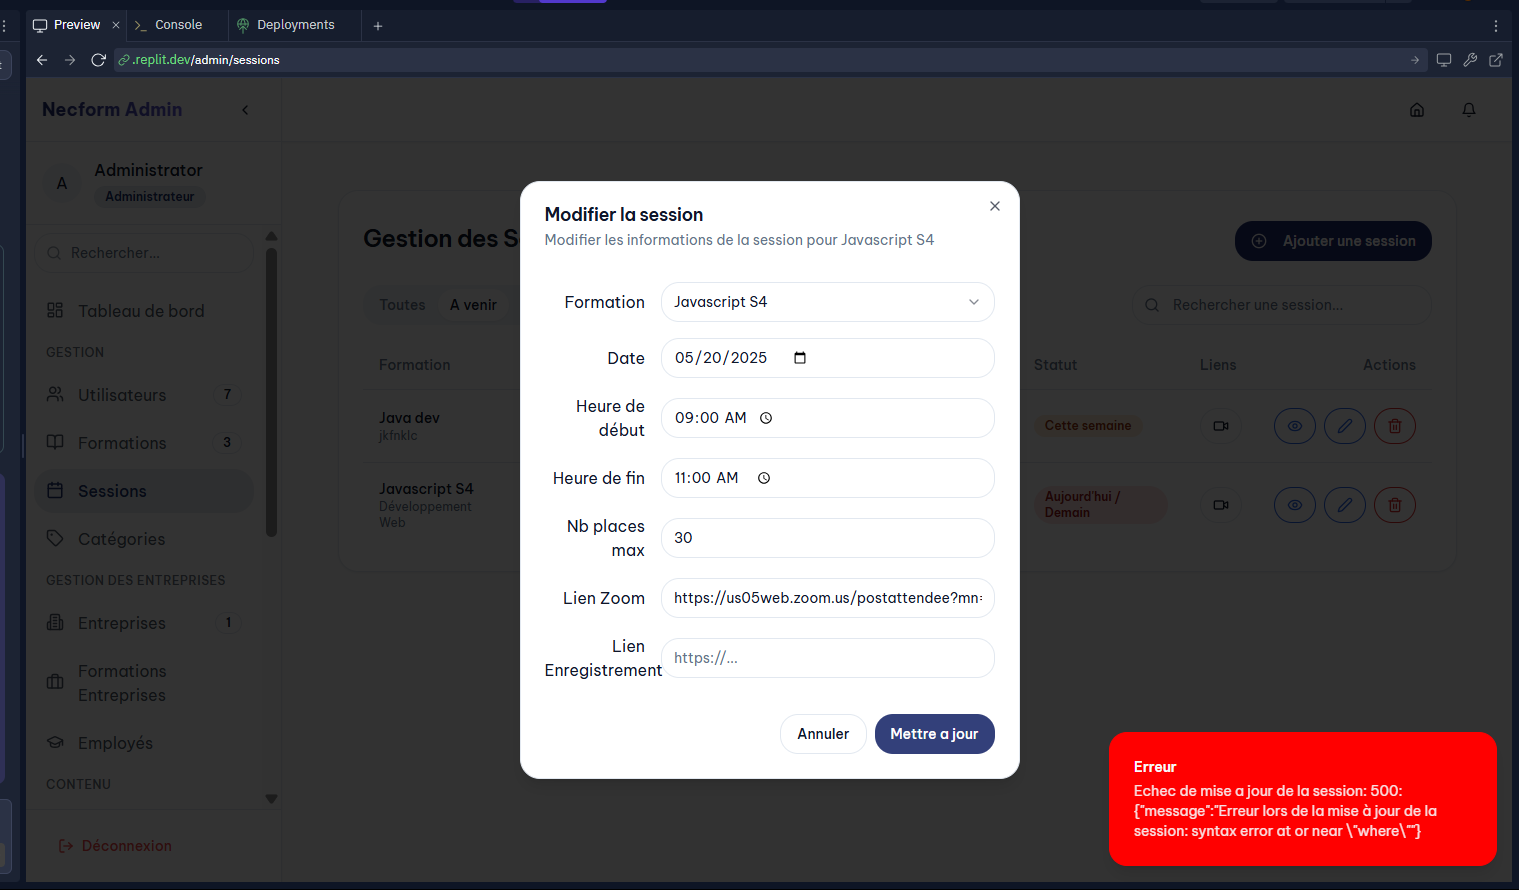 Preview
Console
Deployments
.replit.dev/admin/sessions
Necform Admin
A
Administrator
Administrateur
Rechercher...
Tableau de bord
GESTION
Utilisateurs 7
Formations 3
Sessions
Catégories
GESTION DES ENTREPRISES
Entreprises 1
Formations
Entreprises
Employés
CONTENU
Déconnexion
Gestion des S
Ajouter une session
Toutes
A venir
Rechercher une session...
Formation
Statut
Liens
Actions
Java dev
jkfnklc
Cette semaine
Javascript S4
Développement
Web
Aujourd'hui /
Demain
Modifier la session
Modifier les informations de la session pour Javascript S4
Formation
Javascript S4
Date
05/20/2025
Heure de
début
09:00 AM
Heure de fin
11:00 AM
Nb places
max
30
Lien Zoom
https://us05web.zoom.us/postattendee?mn=
Lien
Enregistrement
https://...
Annuler
Mettre a jour
Erreur
Echec de mise a jour de la session: 500:
{"message":"Erreur lors de la mise à jour de la
session: syntax error at or near \"where\""}